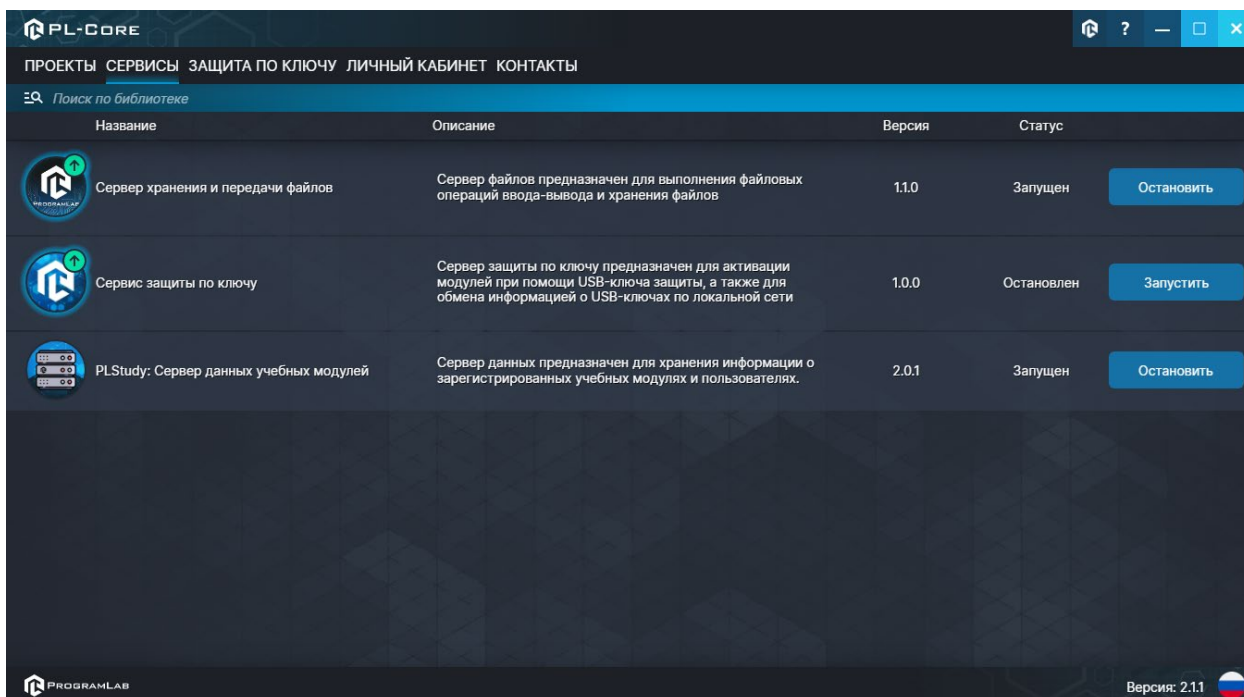 PL-CORE
?
ПРОЕКТЫ СЕРВИСЫ ЗАЩИТА ПО КЛЮЧУ ЛИЧНЫЙ КАБИНЕТ КОНТАКТЫ
Поиск по библиотеке
Название Описание Версия Статус
PROGRAMLAB
Сервер хранения и передачи файлов
Сервер файлов предназначен для выполнения файловых
операций ввода-вывода и хранения файлов
1.1.0 Запущен Остановить
Сервис защиты по ключу
Сервер защиты по ключу предназначен для активации
модулей при помощи USB-ключа защиты, а также для
обмена информацией о USB-ключах по локальной сети
1.0.0 Остановлен Запустить
PLStudy: Сервер данных учебных модулей
Сервер данных предназначен для хранения информации о
зарегистрированных учебных модулях и пользователях.
2.0.1 Запущен Остановить
PROGRAMLAB Версия: 2.1.1